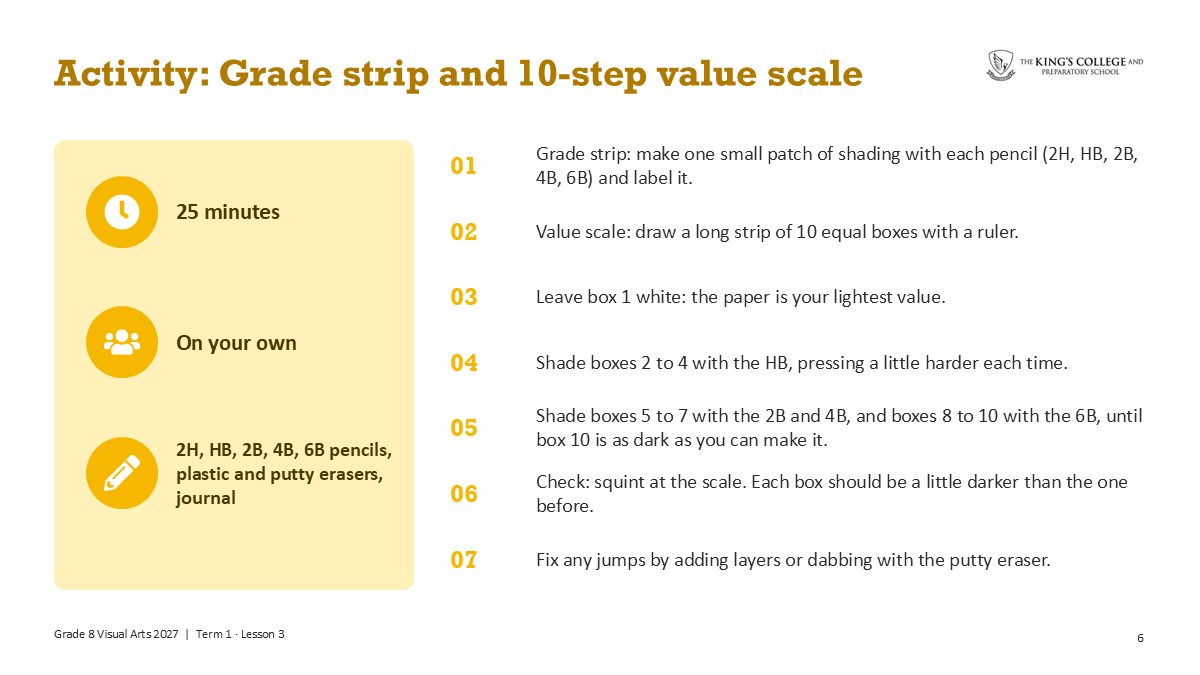 Activity: Grade strip and 10-step value scale
THE KING'S COLLEGE AND
PREPARATORY SCHOOL
25 minutes
On your own
2H, HB, 2B, 4B, 6B pencils,
plastic and putty erasers,
journal
01
Grade strip: make one small patch of shading with each pencil (2H, HB, 2B,
4B, 6B) and label it.
02
Value scale: draw a long strip of 10 equal boxes with a ruler.
03
Leave box 1 white: the paper is your lightest value.
04
Shade boxes 2 to 4 with the HB, pressing a little harder each time.
05
Shade boxes 5 to 7 with the 2B and 4B, and boxes 8 to 10 with the 6B, until
box 10 is as dark as you can make it.
06
Check: squint at the scale. Each box should be a little darker than the one
before.
07
Fix any jumps by adding layers or dabbing with the putty eraser.
Grade 8 Visual Arts 2027 | Term 1 · Lesson 3
6